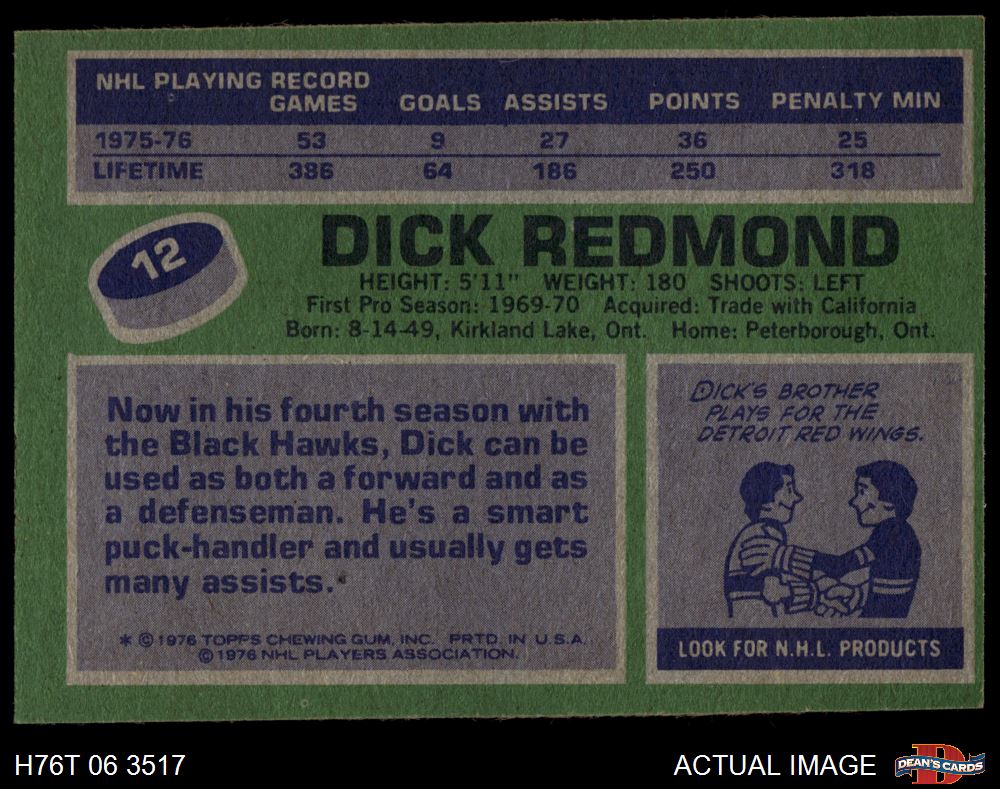 NHL PLAYING RECORD
GAMES GOALS ASSISTS POINTS PENALTY MIN
1975-76 53 9 27 36 25
LIFETIME 386 64 186 250 318
12
DICK REDMOND
HEIGHT: 5'11" WEIGHT: 180 SHOOTS: LEFT
First Pro Season: 1969-70 Acquired: Trade with California
Born: 8-14-49, Kirkland Lake, Ont. Home: Peterborough, Ont.
Now in his fourth season with
the Black Hawks, Dick can be
used as both a forward and as
a defenseman. He's a smart
puck-handler and usually gets
many assists.
* © 1976 TOPPS CHEWING GUM, INC. PRTD. IN U.S.A.
© 1976 NHL PLAYERS ASSOCIATION.
DICK'S BROTHER
PLAYS FOR THE
DETROIT RED WINGS.
LOOK FOR N.H.L. PRODUCTS
H76T 06 3517
ACTUAL IMAGE
D
DEAN'S CARDS